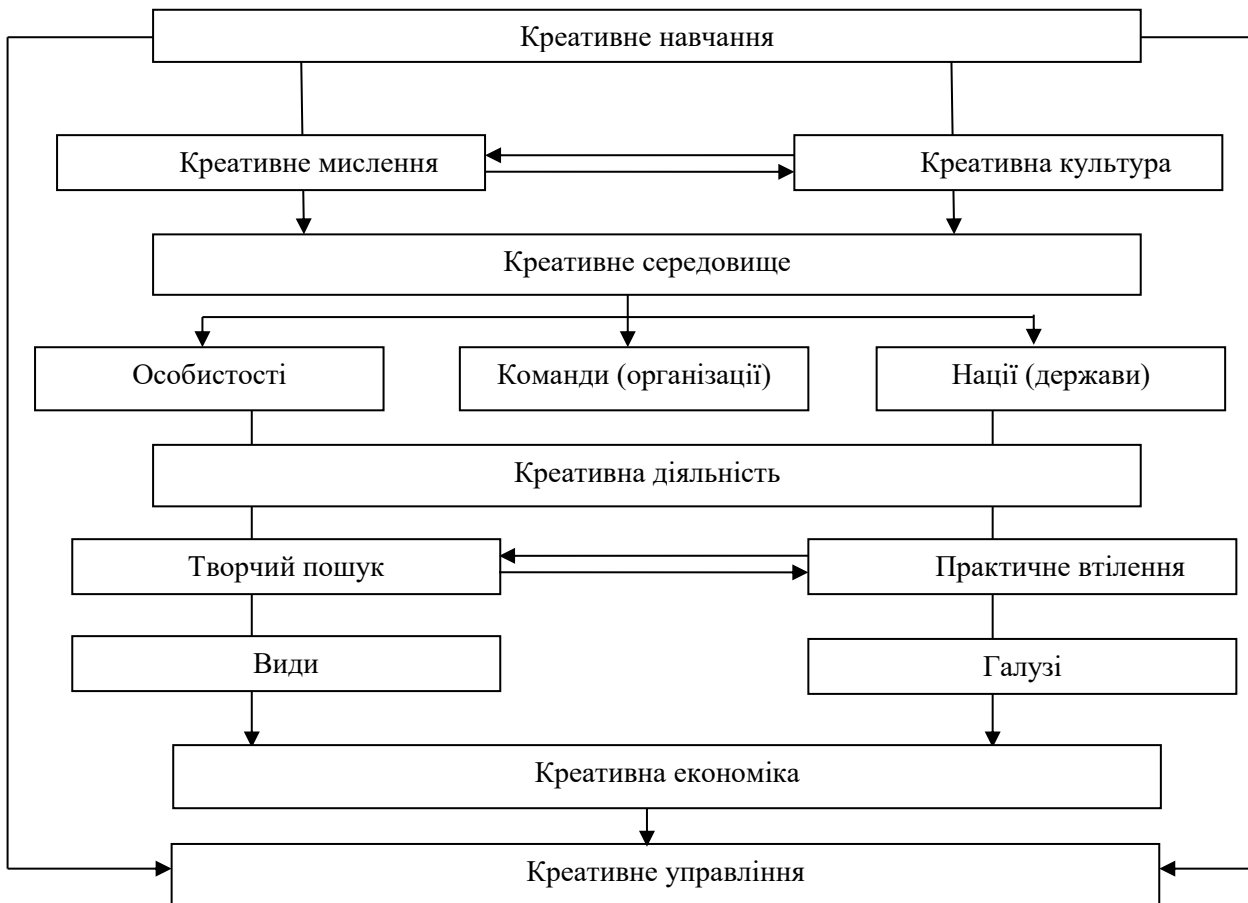 Креативне навчання
Креативне мислення
Креативна культура
Креативне середовище
Особистості
Команди (організації)
Нації (держави)
Креативна діяльність
Творчий пошук
Практичне втілення
Види
Галузі
Креативна економіка
Креативне управління